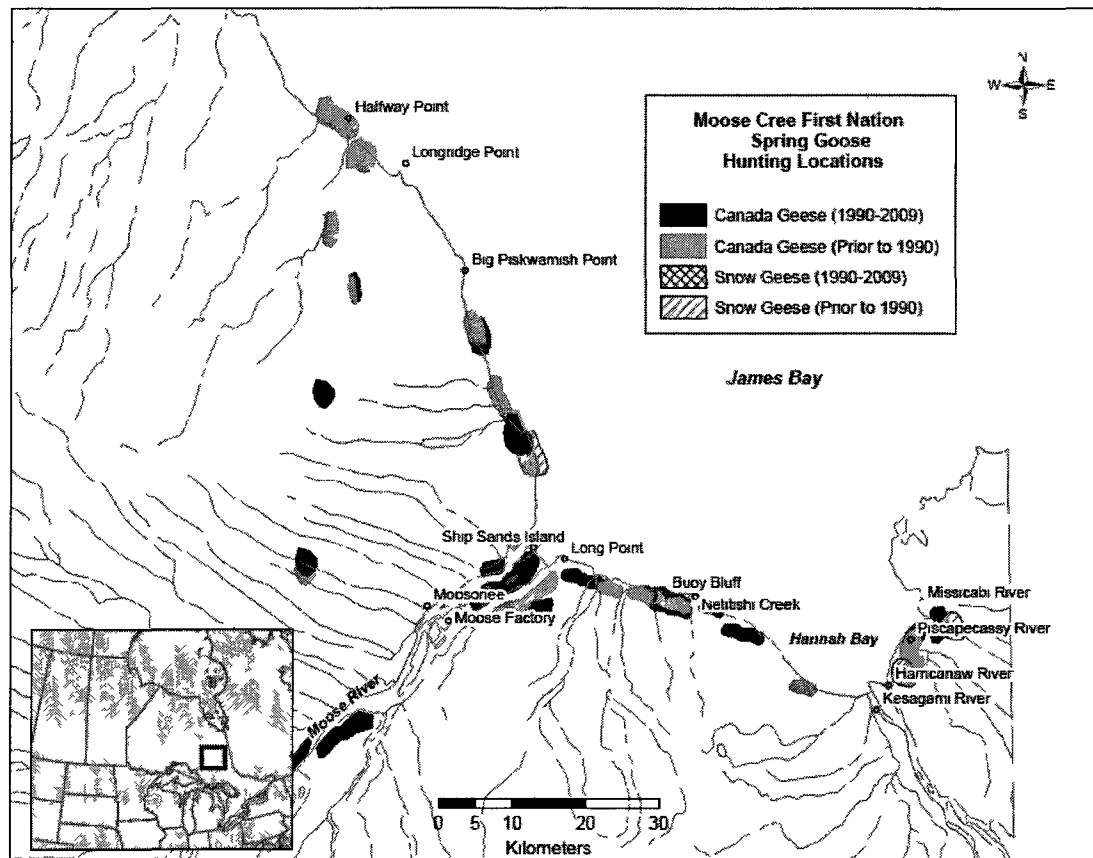 N
W E
S
Halfway Point
Longridge Point
Moose Cree First Nation
Spring Goose
Hunting Locations
Canada Geese (1990-2009)
Canada Geese (Prior to 1990)
Snow Geese (1990-2009)
Snow Geese (Prior to 1990)
Big Piskwamish Point
James Bay
Ship Sands Island
Long Point
Buoy Bluff
Missicabi River
Moosonee
Netitishi Creek
Moose Factory
Hannah Bay
Piscapecassy River
Harricanaw River
Kesagami River
Moose River
0 5 10 20 30
Kilometers